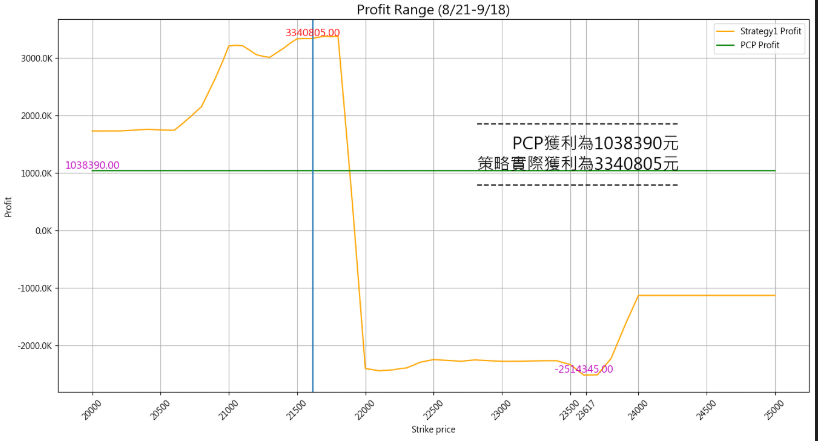 Profit Range (8/21-9/18)
3340805.00
Strategy1 Profit
PCP Profit
3000.0K
2000.0K
PCP獲利為1038390元
策略實際獲利為3340805元
1038390.00
1000.0K
0.0K
Profit
-1000.0K
-2000.0K
-2514345.00
20000
20500
21000
21500
22000
22500
23000
23500
23617
24000
24500
25000
Strike price